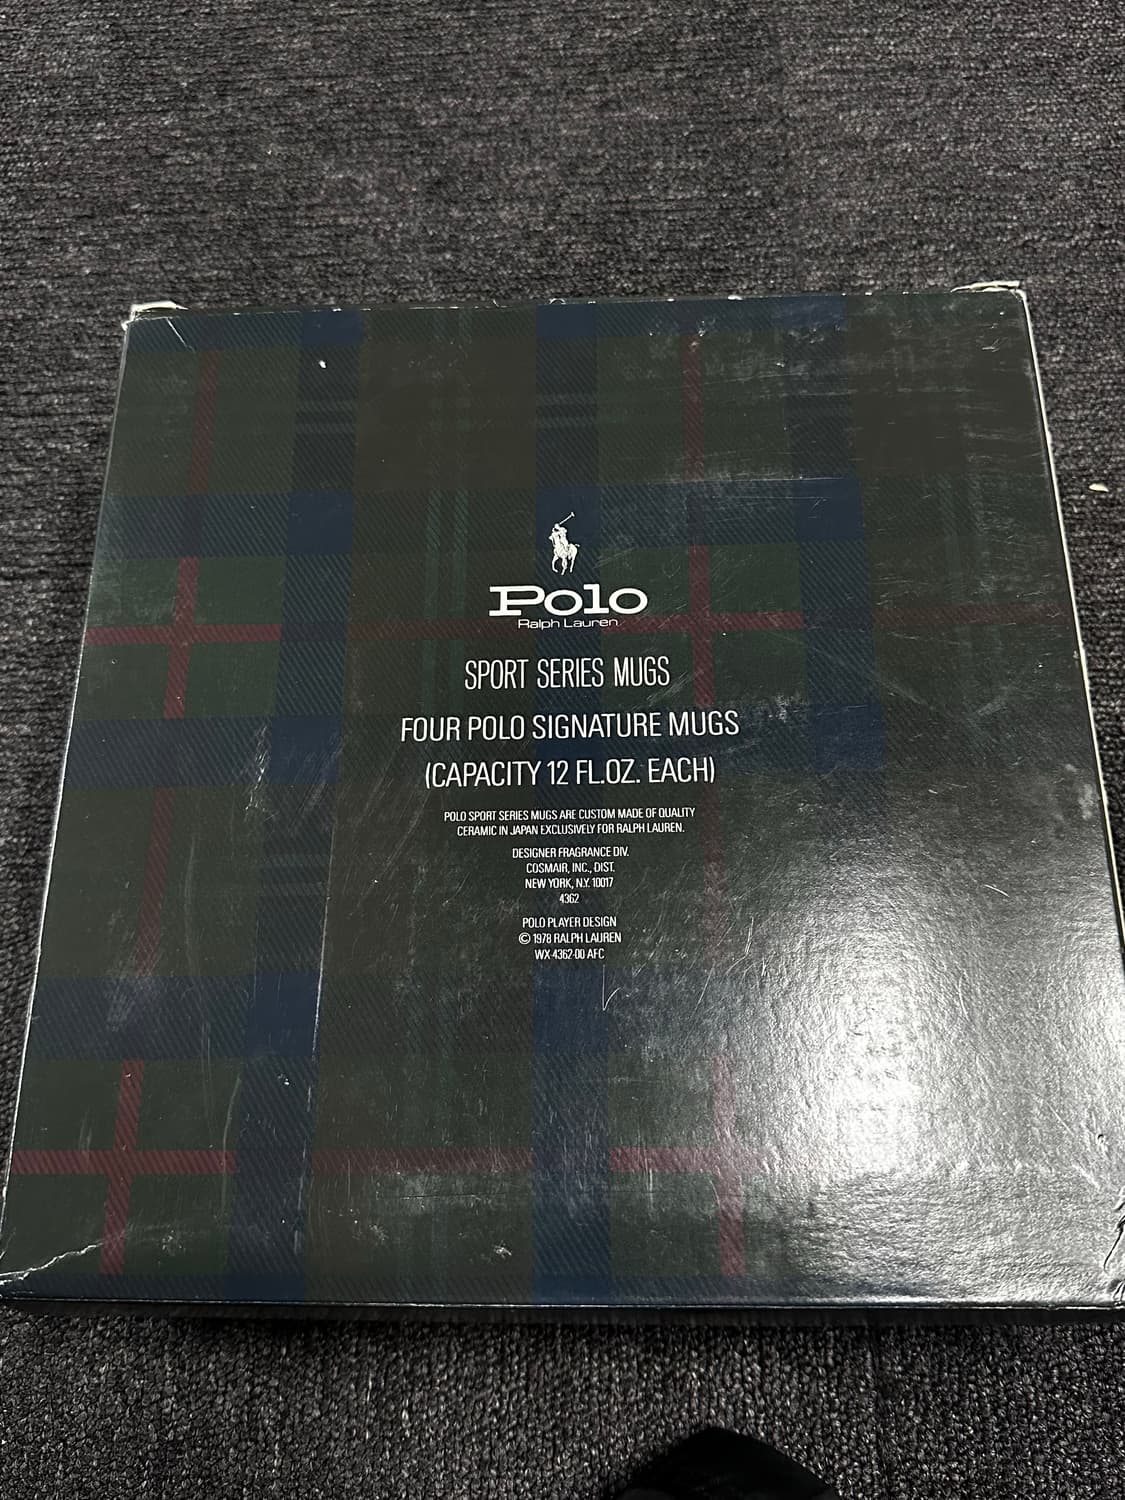 Polo
Ralph Lauren
SPORT SERIES MUGS
FOUR POLO SIGNATURE MUGS
(CAPACITY 12 FL.OZ. EACH)
POLO SPORT SERIES MUGS ARE CUSTOM MADE OF QUALITY
CERAMIC IN JAPAN EXCLUSIVELY FOR RALPH LAUREN.
DESIGNER FRAGRANCE DIV.
COSMAIR, INC., DIST.
NEW YORK, N.Y. 10017
4362
POLO PLAYER DESIGN
© 1978 RALPH LAUREN
WX-4362-00 AFC